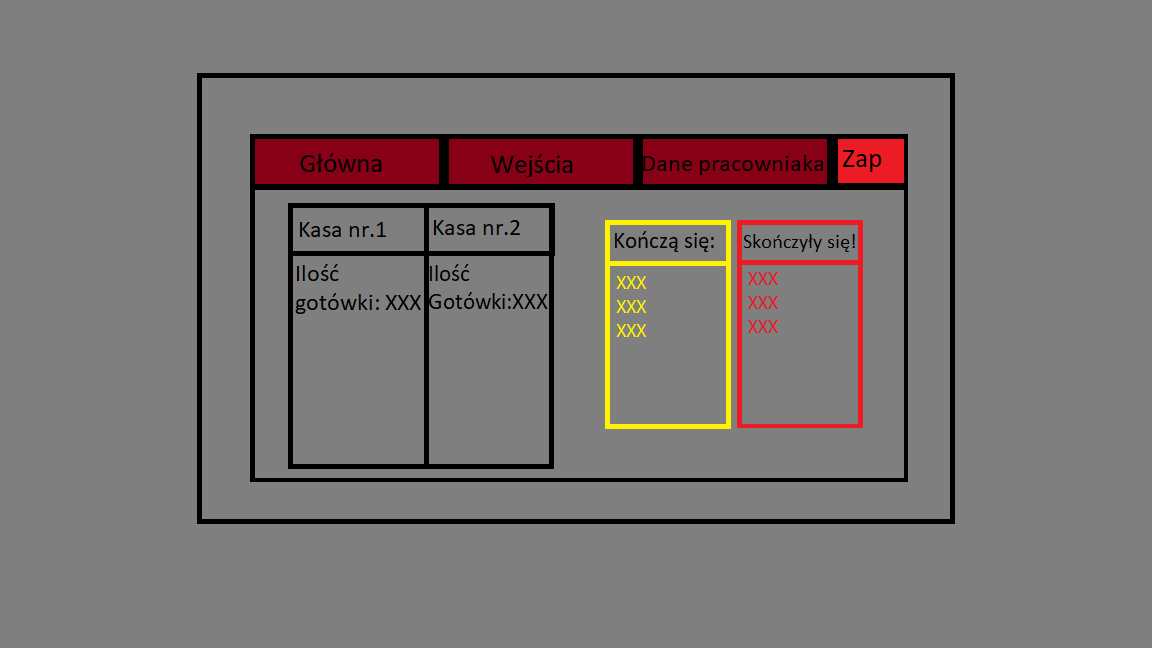 Główna
Wejścia
Dane pracowniaka
Zap
Kasa nr.1
Kasa nr.2
Ilość
gotówki: XXX
Ilość
Gotówki:XXX
Kończą się:
XXX
XXX
XXX
Skończyły się!
XXX
XXX
XXX